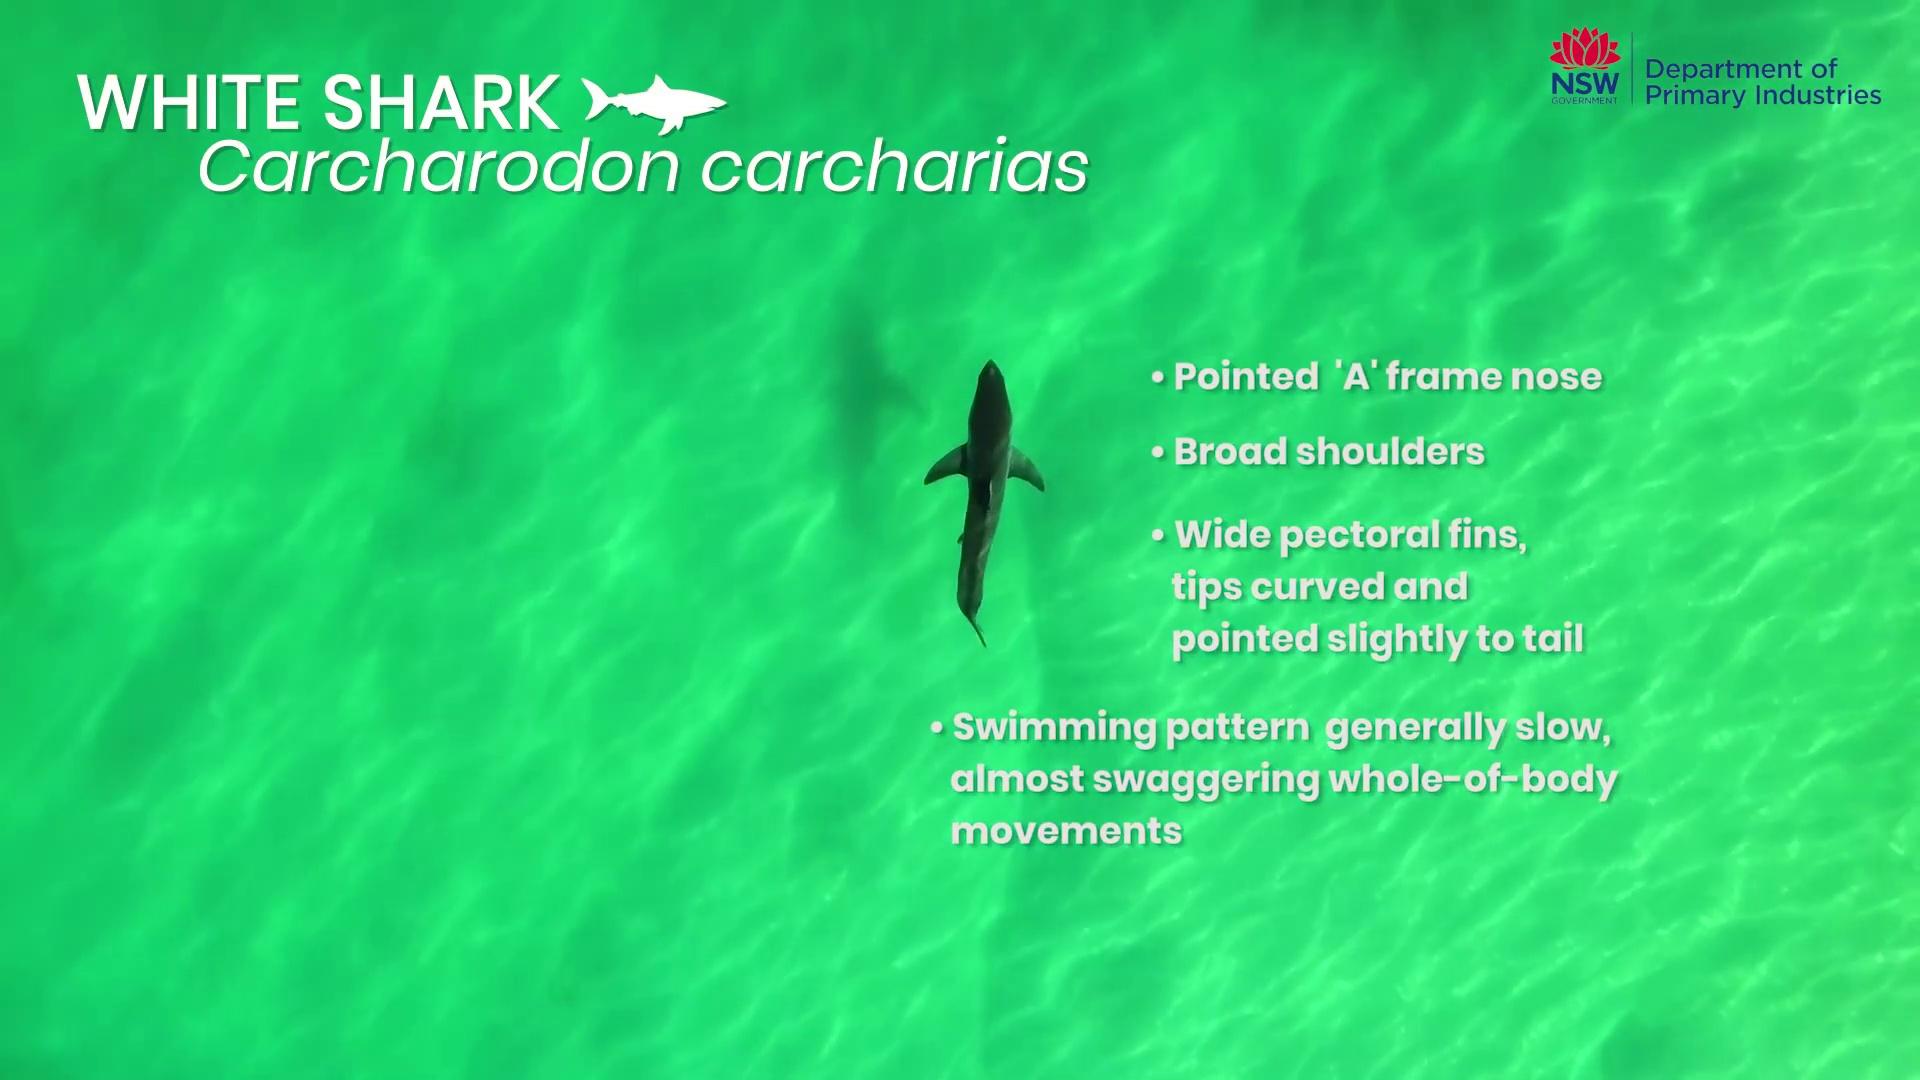 WHITE SHARK
Carcharodon carcharias
NSW
GOVERNMENT
Department of
Primary Industries
• Pointed 'A' frame nose
• Broad shoulders
• Wide pectoral fins,
tips curved and
pointed slightly to tail
• Swimming pattern generally slow,
almost swaggering whole-of-body
movements